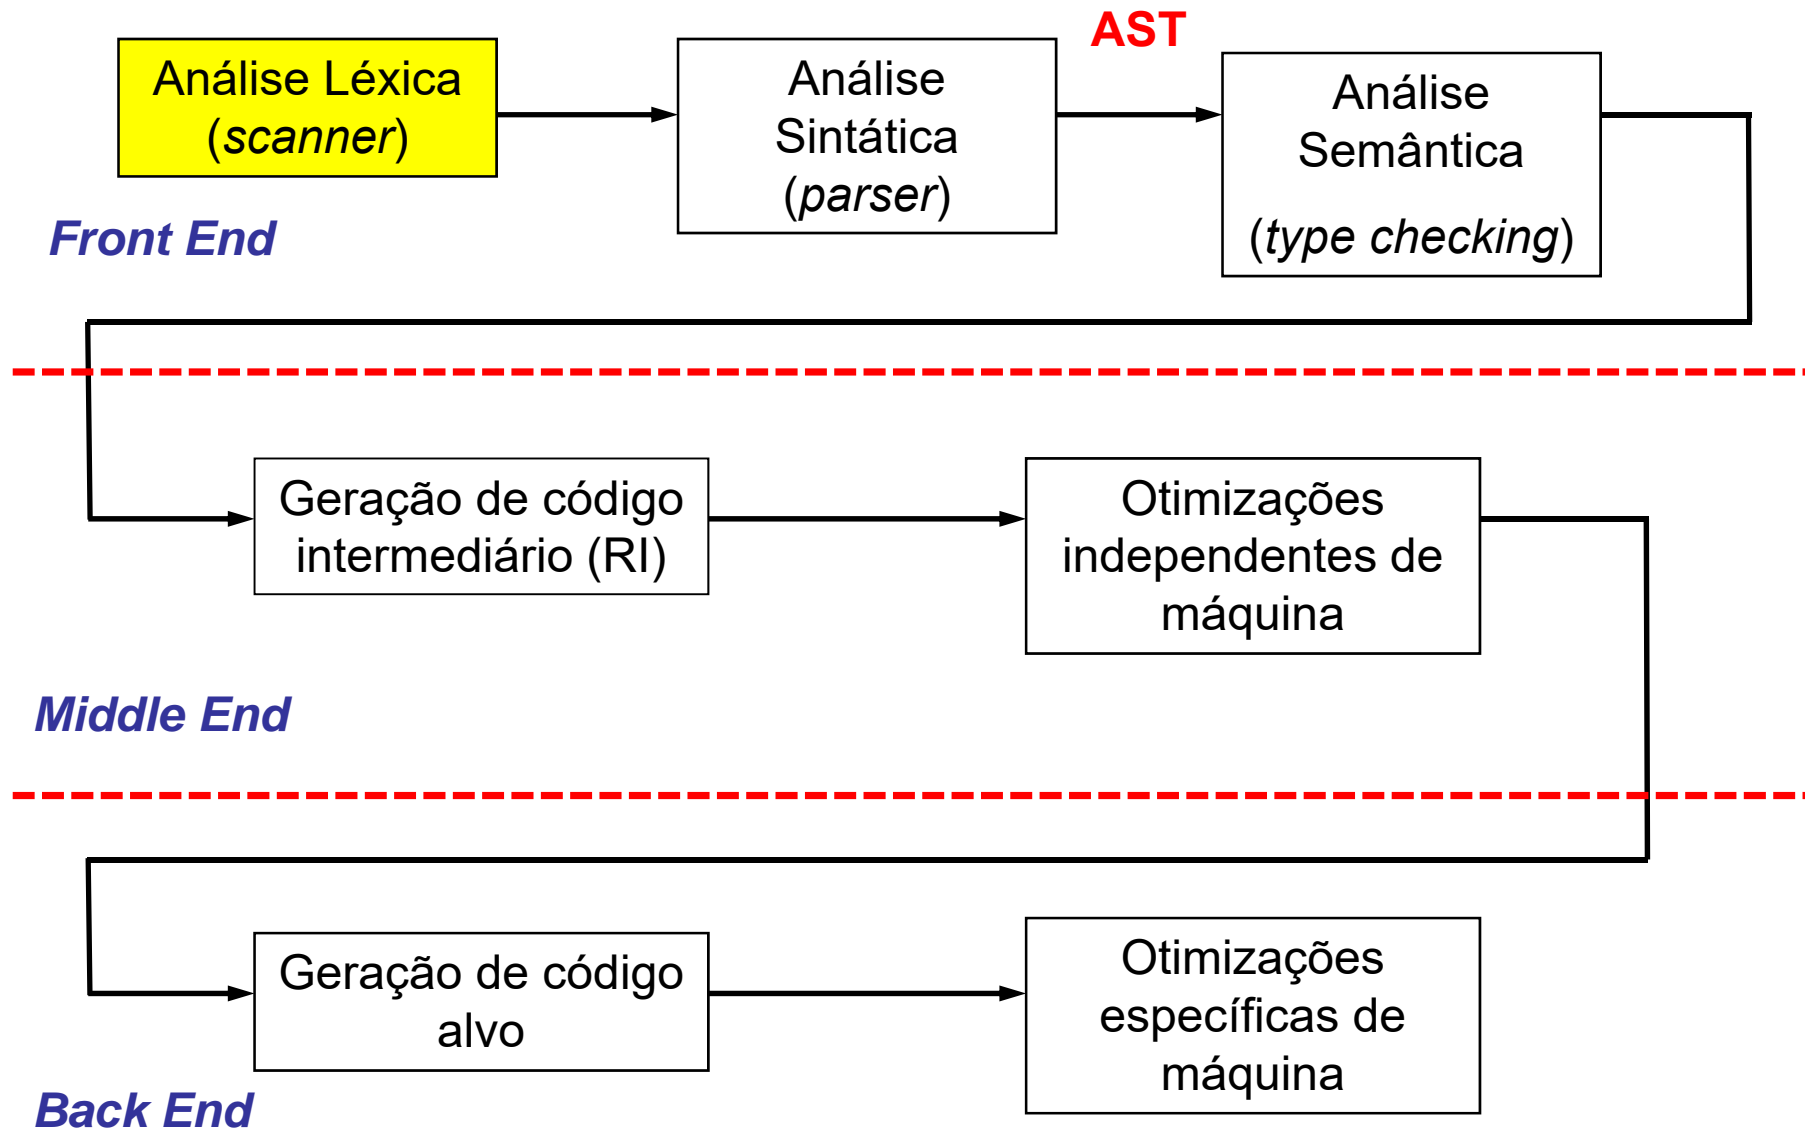 AST
Análise Léxica
(scanner)
Análise
Sintática
(parser)
Análise
Semântica
(type checking)
Front End
Geração de código
intermediário (RI)
Otimizações
independentes de
máquina
Middle End
Geração de código
alvo
Otimizações
específicas de
máquina
Back End